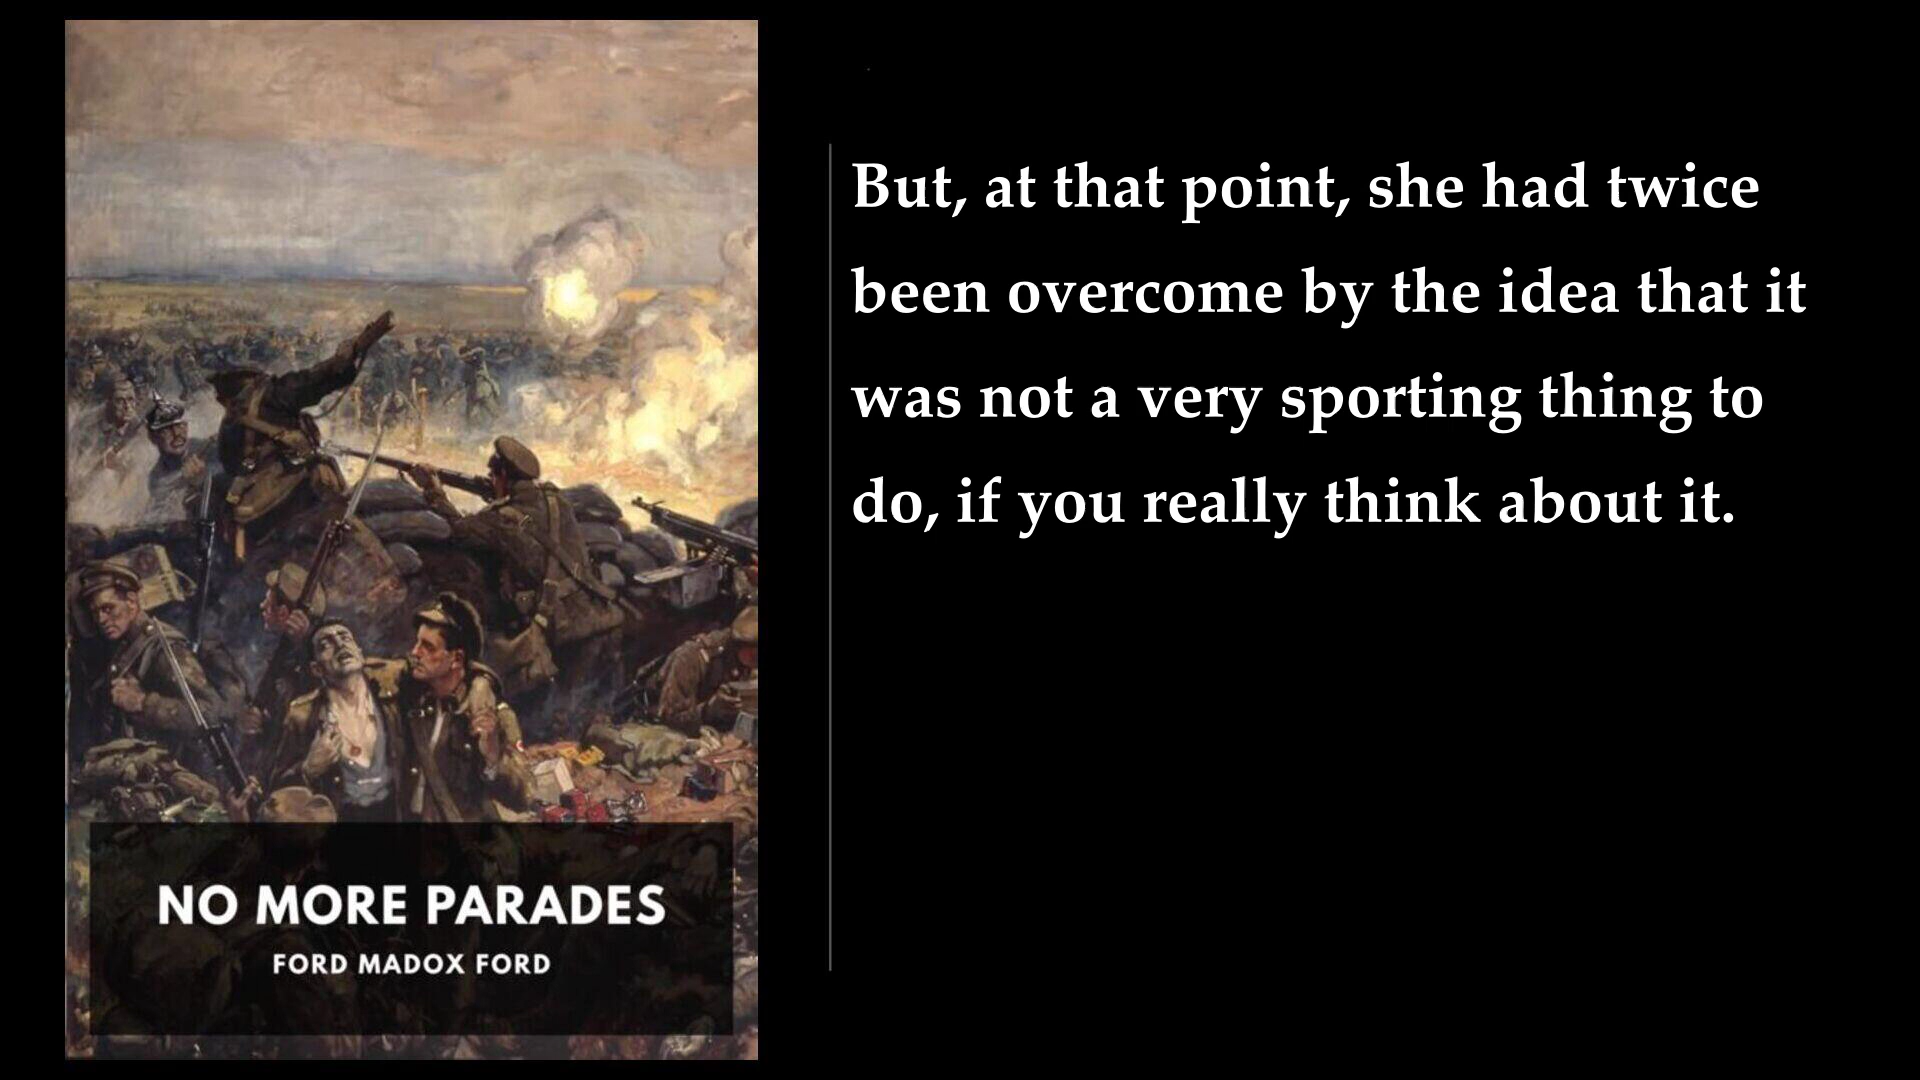 But, at that point, she had twice
been overcome by the idea that it
was not a very sporting thing to
do, if you really think about it.
NO MORE PARADES
FORD MADOX FORD